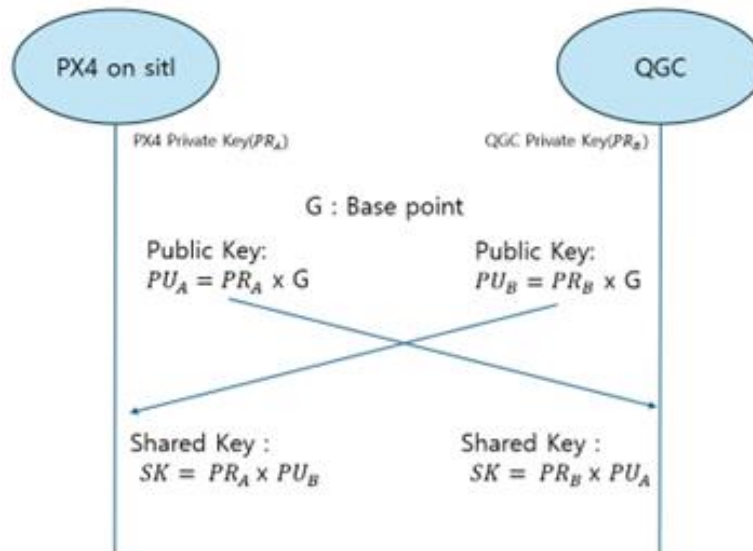 PX4 on sitl
QGC
PX4 Private Key(PR_A)
QGC Private Key(PR_B)
G : Base point
Public Key:
PU_A = PR_A x G
Public Key:
PU_B = PR_B x G
Shared Key :
SK = PR_A x PU_B
Shared Key :
SK = PR_B x PU_A